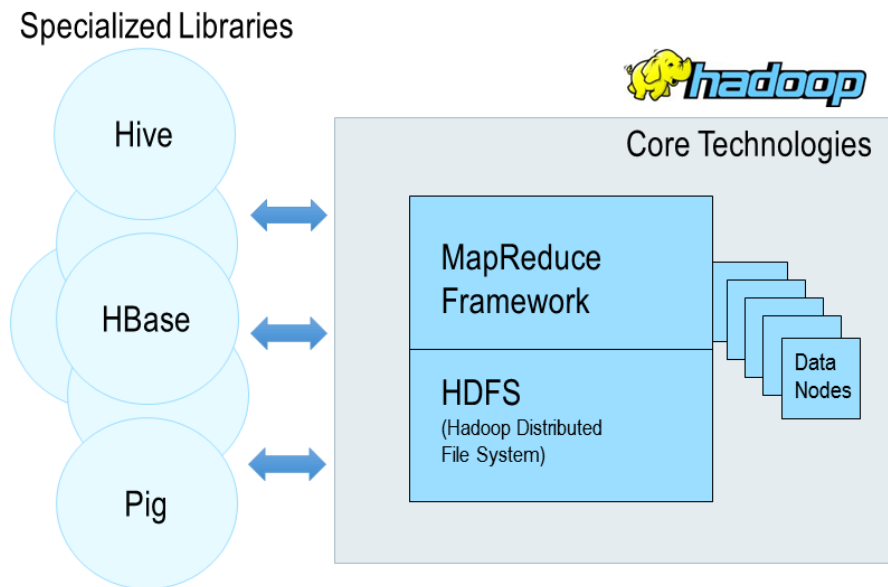 Specialized Libraries
Hive
HBase
Pig
hadoop
Core Technologies
MapReduce
Framework
HDFS
(Hadoop Distributed
File System)
Data
Nodes